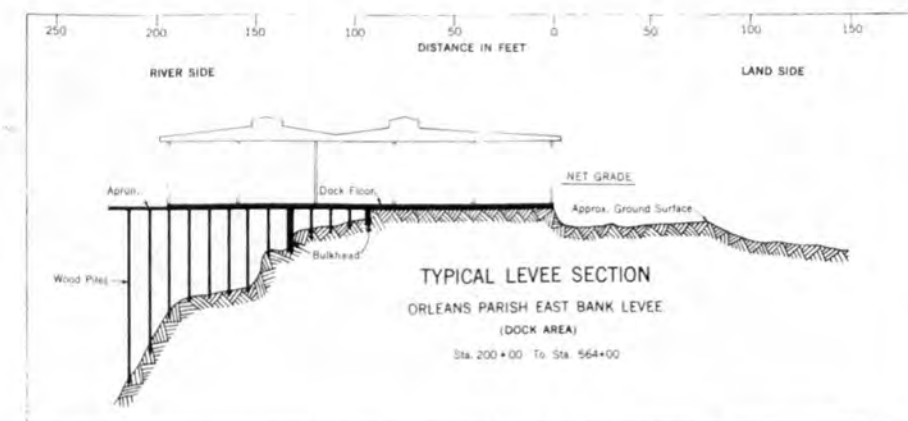 250 200 150 100 50 0 50 100 150
DISTANCE IN FEET
RIVER SIDE
LAND SIDE
NET GRADE
Apron
Dock Floor
Approx. Ground Surface
Bulkhead
Wood Piles
TYPICAL LEVEE SECTION
ORLEANS PARISH EAST BANK LEVEE
(DOCK AREA)
Sta. 200+00 To Sta. 564+00